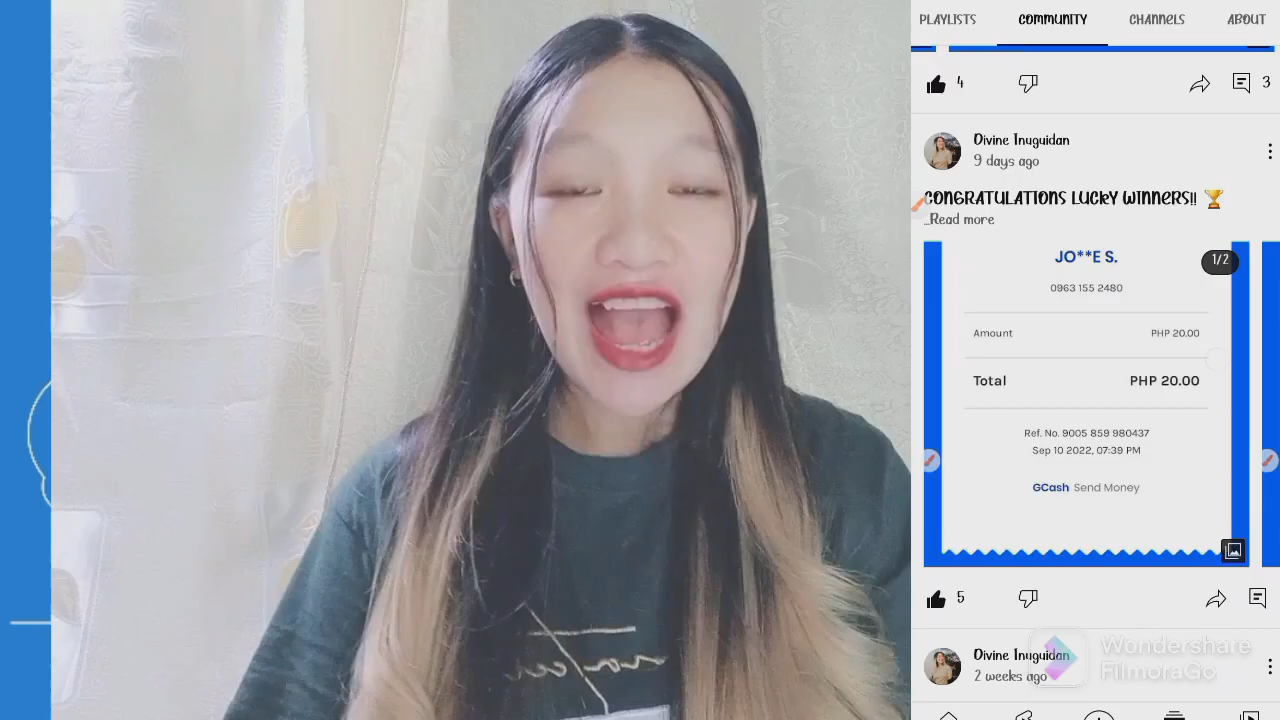 PLAYLISTS COMMUNITY CHANNELS ABOUT
4 3
Divine Inuguidan
9 days ago
CONGRATULATIONS LUCKY WINNERS!! 🏆
...Read more
JO**E S.
1/2
0963 155 2480
Amount PHP 20.00
Total PHP 20.00
Ref. No. 9005 859 980437
Sep 10 2022, 07:39 PM
GCash Send Money
5
Divine Inuguidan
2 weeks ago
Wondershare
FilmoraGo